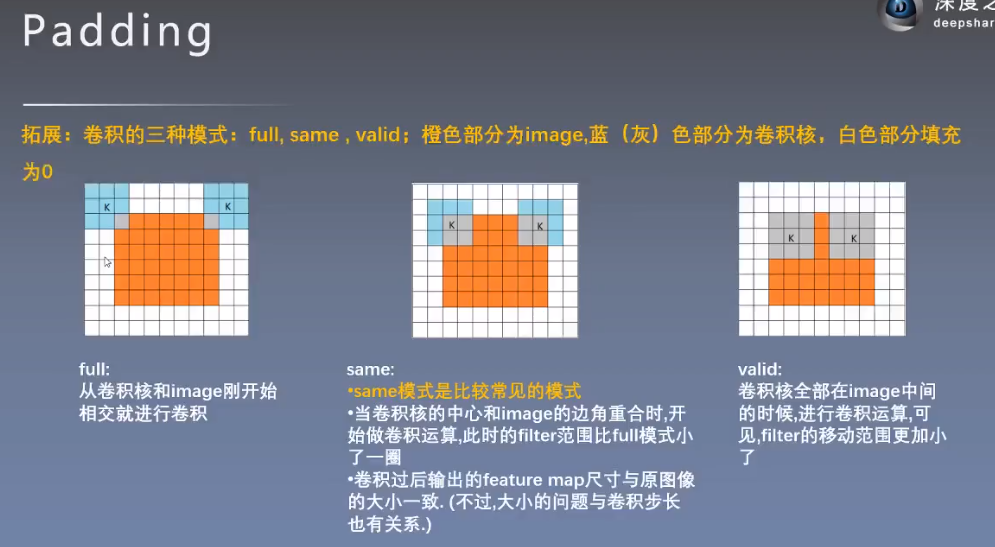 Padding
深度之
deepshar
拓展：卷积的三种模式：full, same , valid；橙色部分为image,蓝（灰）色部分为卷积核，白色部分填充
为0
K
K
K
K
K
K
full:
从卷积核和image刚开始
相交就进行卷积
same:
•same模式是比较常见的模式
•当卷积核的中心和image的边角重合时,开
始做卷积运算,此时的filter范围比full模式小
了一圈
•卷积过后输出的feature map尺寸与原图像
的大小一致. (不过,大小的问题与卷积步长
也有关系.)
valid:
卷积核全部在image中间
的时候,进行卷积运算,可
见,filter的移动范围更加小
了